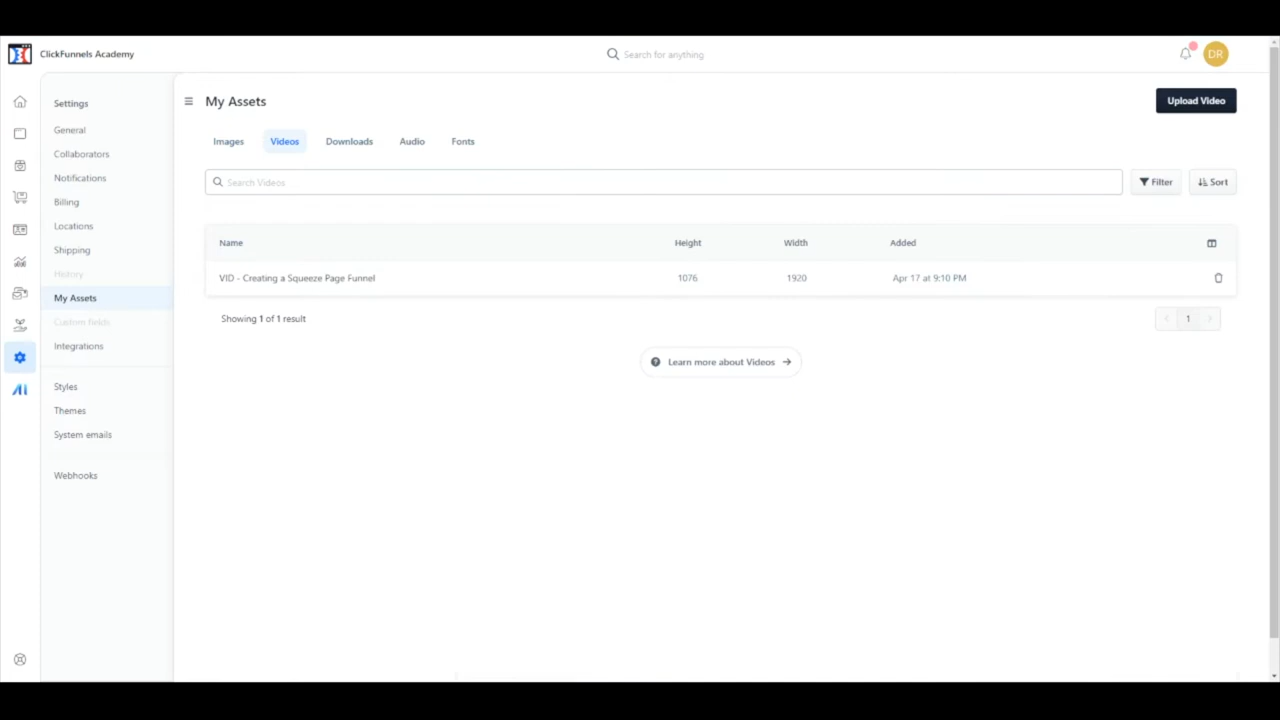 ClickFunnels Academy
Search for anything
DR
Settings
General
Collaborators
Notifications
Billing
Locations
Shipping
History
My Assets
Custom fields
Integrations
Styles
Themes
System emails
Webhooks
My Assets
Upload Video
Images Videos Downloads Audio Fonts
Search Videos
Filter Sort
Name Height Width Added
VID - Creating a Squeeze Page Funnel 1076 1920 Apr 17 at 9:10 PM
Showing 1 of 1 result
1
Learn more about Videos